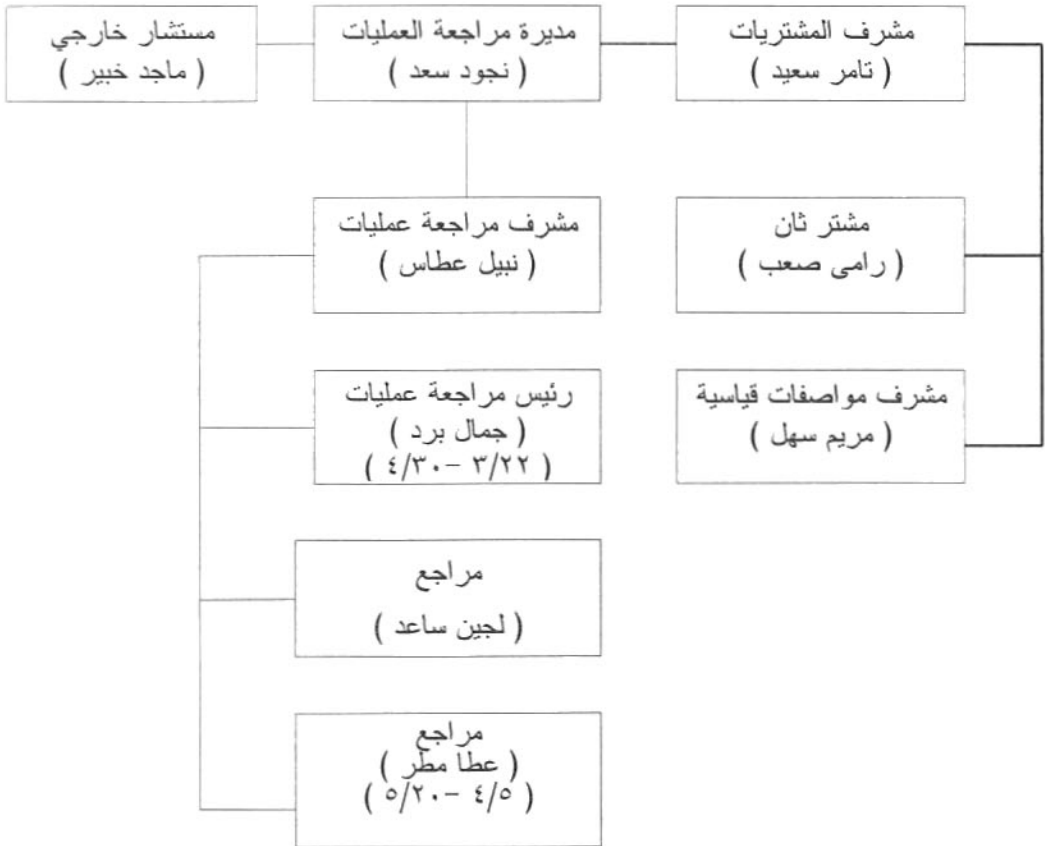 مشرف المشتريات
( تامر سعيد )
مديرة مراجعة العمليات
( نجود سعد )
مستشار خارجي
( ماجد خبير )
مشتر ثان
( رامى صعب )
مشرف مراجعة عمليات
( نبيل عطاس )
مشرف مواصفات قياسية
( مريم سهل )
رئيس مراجعة عمليات
( جمال برد )
( ٣/٢٢ – ٤/٣٠ )
مراجع
( لجين ساعد )
مراجع
( عطا مطر )
( ٤/٥ – ٥/٢٠ )